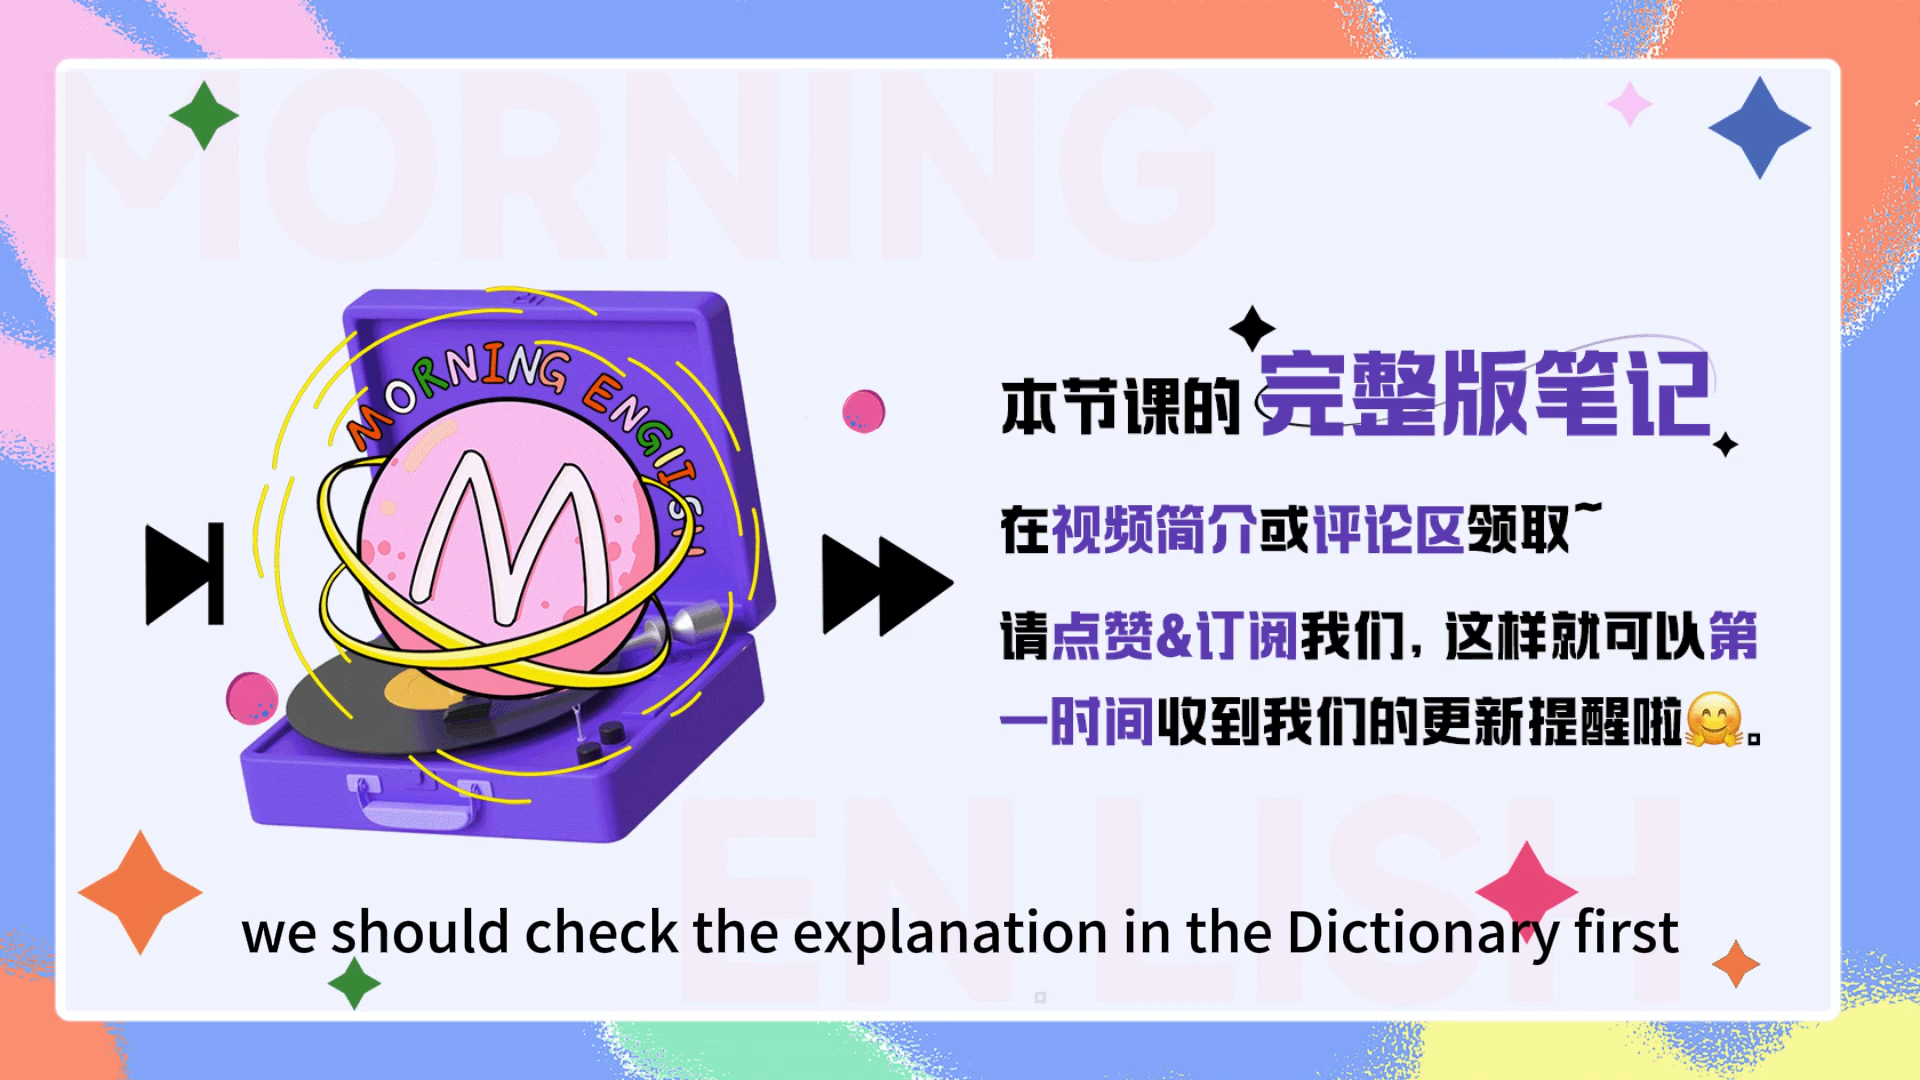 MORNING
MORNING ENGlISH
M
本节课的 完整版笔记
在视频简介或评论区领取~
请点赞&订阅我们, 这样就可以第
一时间收到我们的更新提醒啦🤗。
EN LISH
we should check the explanation in the Dictionary first